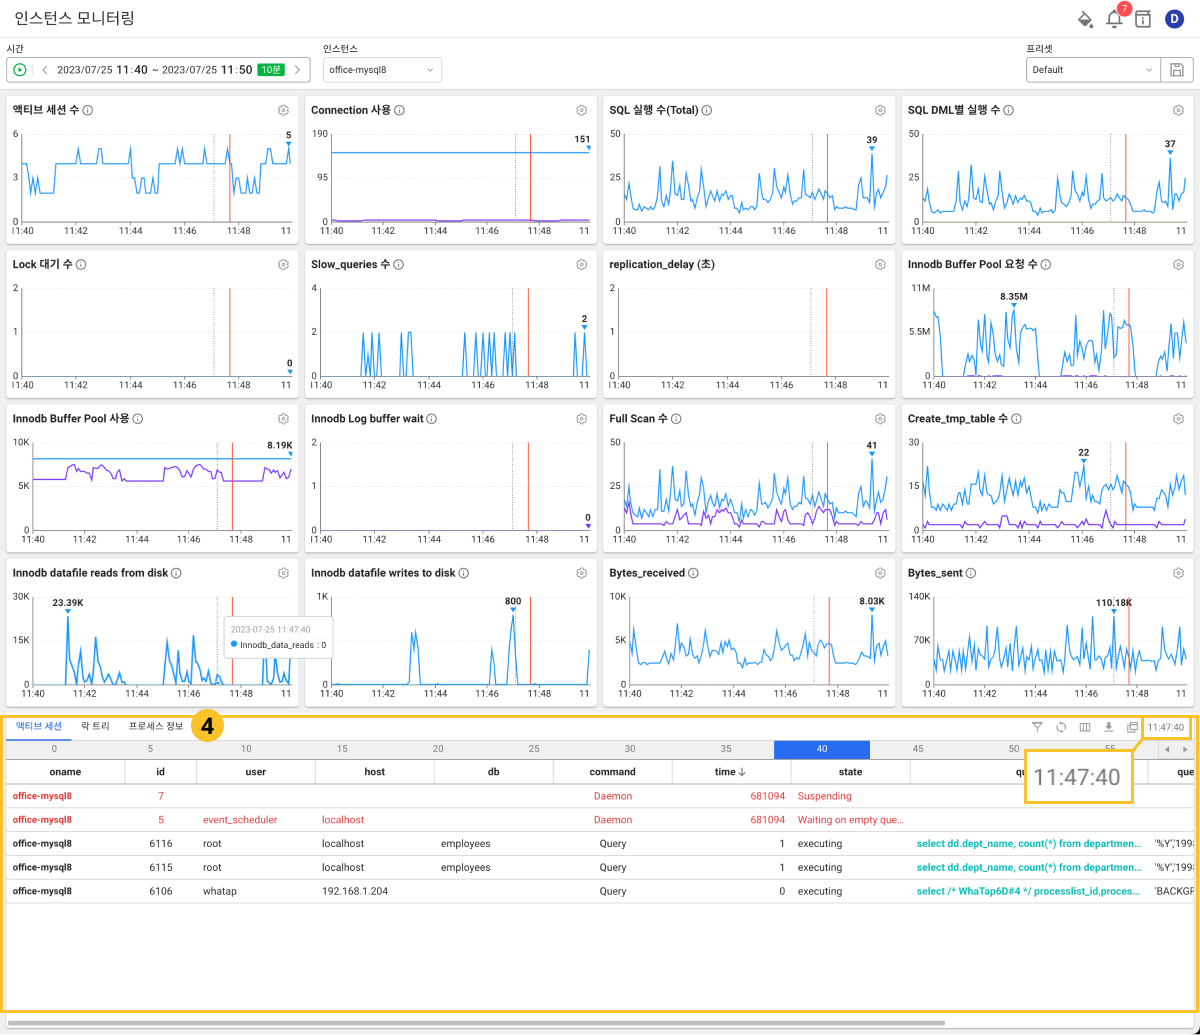 인스턴스 모니터링
7
D
시간
인스턴스
프리셋
2023/07/25 11:40 ~ 2023/07/25 11:50 10분
office-mysql8
Default
액티브 세션 수
Connection 사용
SQL 실행 수(Total)
SQL DML별 실행 수
6
3
0
5
11:40 11:42 11:44 11:46 11:48 11
190
95
0
151
11:40 11:42 11:44 11:46 11:48 11
50
25
0
39
11:40 11:42 11:44 11:46 11:48 11
50
25
0
37
11:40 11:42 11:44 11:46 11:48 11
Lock 대기 수
Slow_queries 수
replication_delay (초)
Innodb Buffer Pool 요청 수
2
1
0
0
11:40 11:42 11:44 11:46 11:48 11
4
2
0
2
11:40 11:42 11:44 11:46 11:48 11
2
1
0
11:40 11:42 11:44 11:46 11:48 11
11M
5.5M
0
8.35M
11:40 11:42 11:44 11:46 11:48 11
Innodb Buffer Pool 사용
Innodb Log buffer wait
Full Scan 수
Create_tmp_table 수
10K
5K
0
8.19K
11:40 11:42 11:44 11:46 11:48 11
2
1
0
0
11:40 11:42 11:44 11:46 11:48 11
50
25
0
41
11:40 11:42 11:44 11:46 11:48 11
30
15
0
22
11:40 11:42 11:44 11:46 11:48 11
Innodb datafile reads from disk
Innodb datafile writes to disk
Bytes_received
Bytes_sent
30K
15K
0
23.39K
11:40 11:42 11:44 11:46 11:48 11
2023-07-25 11:47:40
Innodb_data_reads : 0
1K
500
0
800
11:40 11:42 11:44 11:46 11:48 11
10K
5K
0
8.03K
11:40 11:42 11:44 11:46 11:48 11
140K
70K
0
110.18K
11:40 11:42 11:44 11:46 11:48 11
액티브 세션 락 트리 프로세스 정보 4
11:47:40
0 5 10 15 20 25 30 35 40 45 50 55
11:47:40
oname id user host db command time state que
office-mysql8 7 Daemon 681094 Suspending
office-mysql8 5 event_scheduler localhost Daemon 681094 Waiting on empty que...
office-mysql8 6116 root localhost employees Query 1 executing select dd.dept_name, count(*) from departmen... '%Y','1998
office-mysql8 6115 root localhost employees Query 1 executing select dd.dept_name, count(*) from departmen... '%Y','1998
office-mysql8 6106 whatap 192.168.1.204 Query 0 executing select /* WhaTap6D#4 */ processlist_id,proces... 'BACKGR